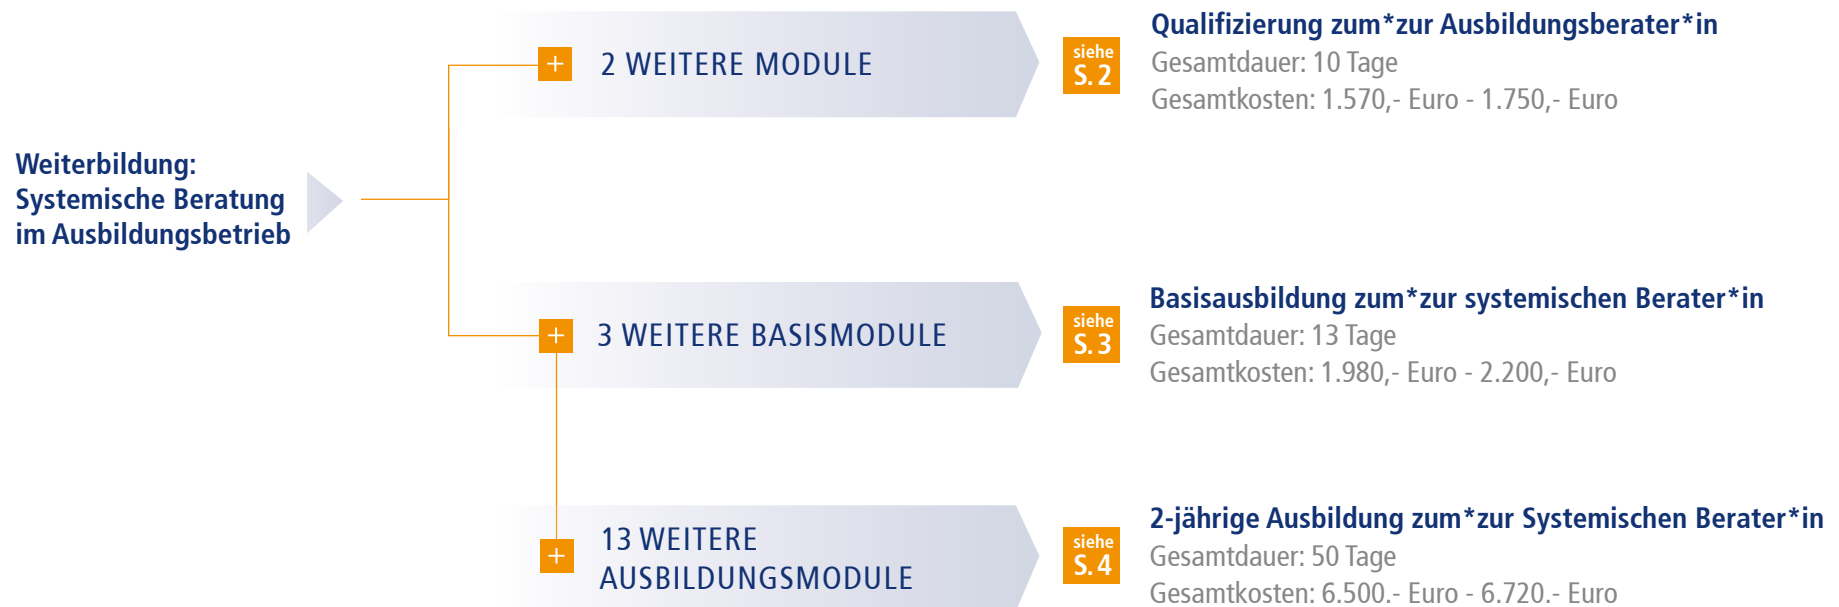 Weiterbildung:
Systemische Beratung
im Ausbildungsbetrieb
+
2 WEITERE MODULE
siehe
S. 2
Qualifizierung zum*zur Ausbildungsberater*in
Gesamtdauer: 10 Tage
Gesamtkosten: 1.570,- Euro - 1.750,- Euro
+
3 WEITERE BASISMODULE
siehe
S. 3
Basisausbildung zum*zur systemischen Berater*in
Gesamtdauer: 13 Tage
Gesamtkosten: 1.980,- Euro - 2.200,- Euro
+
13 WEITERE
AUSBILDUNGSMODULE
siehe
S. 4
2-jährige Ausbildung zum*zur Systemischen Berater*in
Gesamtdauer: 50 Tage
Gesamtkosten: 6.500.- Euro - 6.720.- Euro